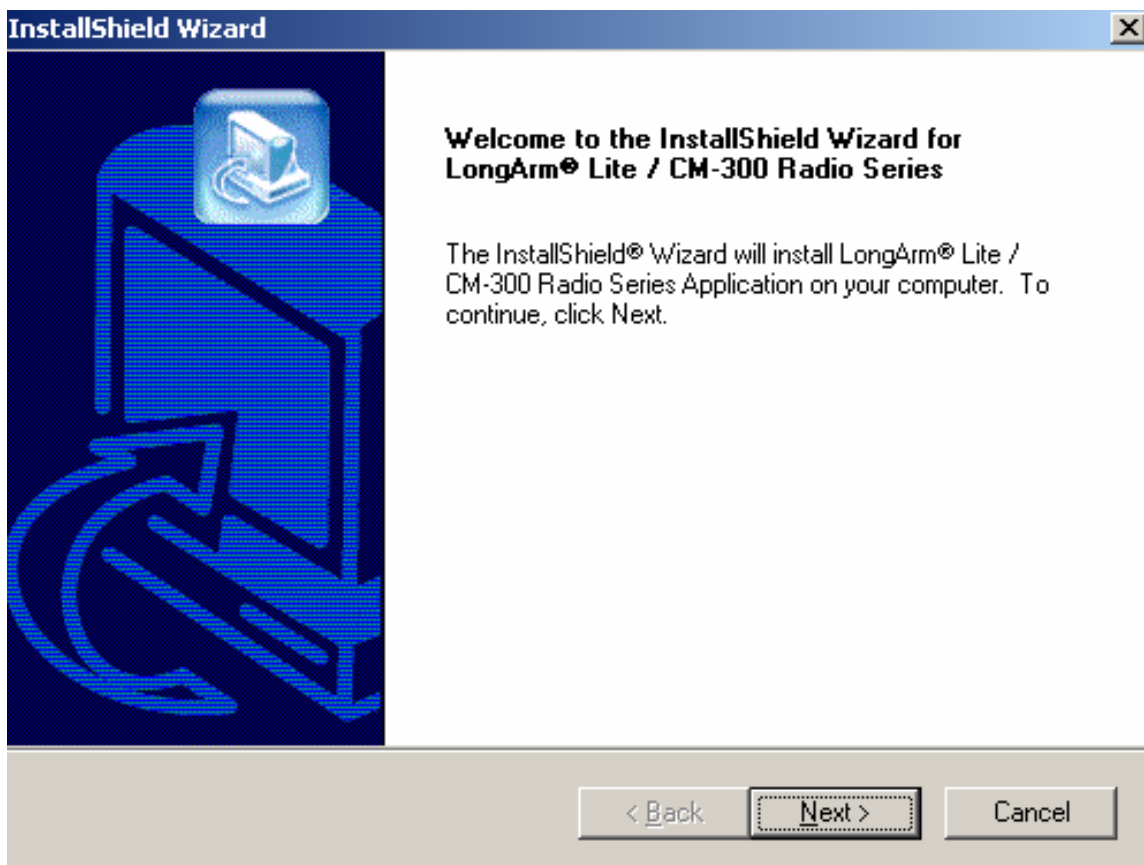 InstallShield Wizard
Welcome to the InstallShield Wizard for
LongArm® Lite / CM-300 Radio Series
The InstallShield® Wizard will install LongArm® Lite /
CM-300 Radio Series Application on your computer. To
continue, click Next.
< Back
Next >
Cancel